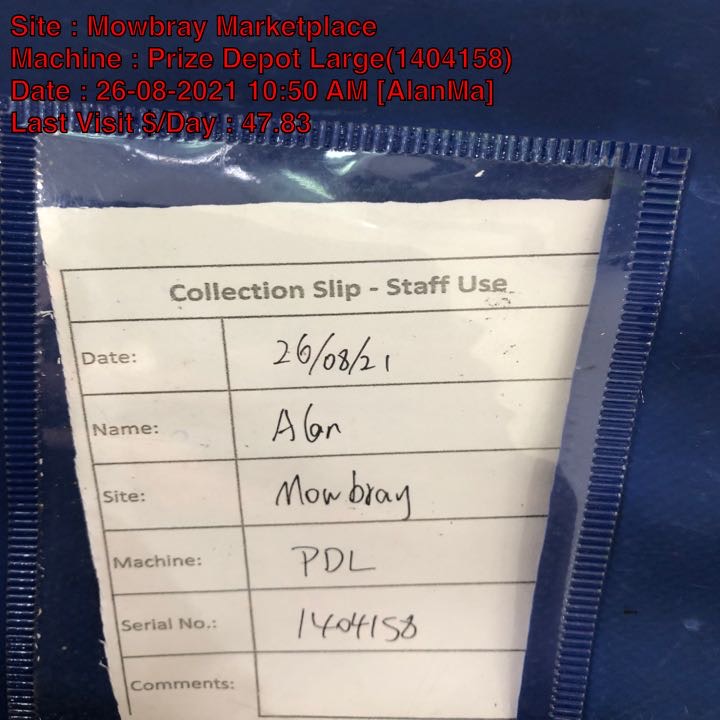 Site : Mowbray Marketplace
Machine : Prize Depot Large(1404158)
Date : 26-08-2021 10:50 AM [AlanMa]
Last Visit $/Day : 47.83
Collection Slip - Staff Use
Date: 26/08/21
Name: Alan
Site: Mowbray
Machine: PDL
Serial No.: 1404158
Comments: